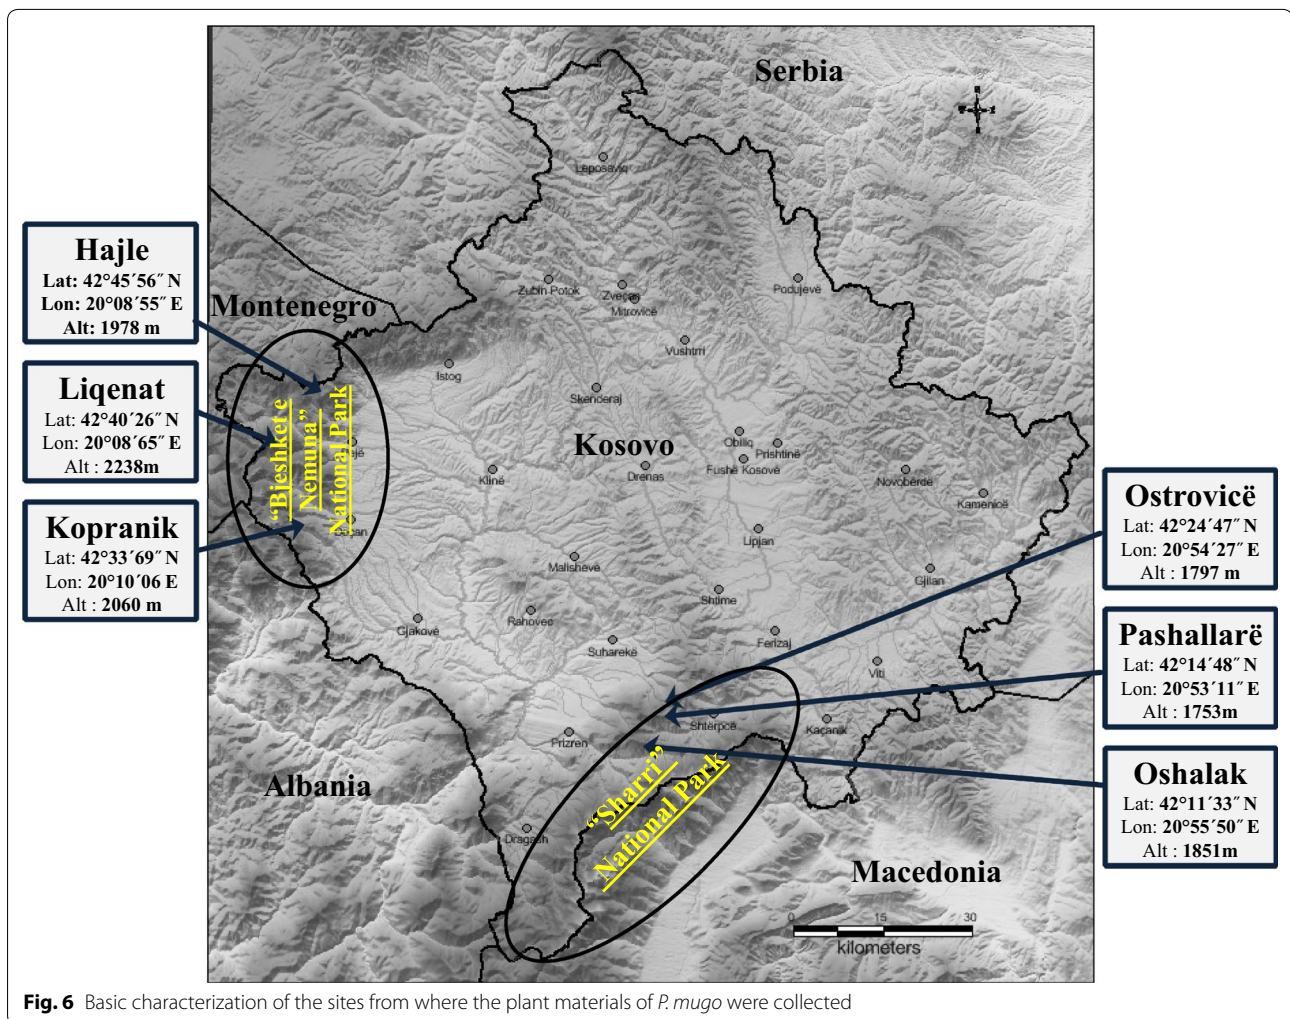 Serbia
Leposaviq
Hajle
Lat: 42°45´56˝ N
Lon: 20°08´55˝ E
Alt: 1978 m
Montenegro
Zubin Potok
Zveçan
Mitrovicë
Podujevë
Vushtrri
Istog
Skenderaj
Liqenat
Lat: 42°40´26˝ N
Lon: 20°08´65˝ E
Alt : 2238m
“Bjeshket e
Nemuna”
National Park
Kosovo
Obiliq
Prishtinë
Fushë Kosovë
Klinë
Drenas
Novobërdë
Kamenicë
Kopranik
Lat: 42°33´69˝ N
Lon: 20°10´06 E
Alt : 2060 m
Lipjan
Malishevë
Shtime
Gjilan
Gjakovë
Rahovec
Suharekë
Ferizaj
Viti
Ostrovicë
Lat: 42°24´47˝ N
Lon: 20°54´27˝ E
Alt : 1797 m
Pashallarë
Lat: 42°14´48˝ N
Lon: 20°53´11˝ E
Alt : 1753m
Prizren
Shtërpcë
Kaçanik
Oshalak
Lat: 42°11´33˝ N
Lon: 20°55´50˝ E
Alt : 1851m
Albania
“Sharri”
National Park
Dragash
Macedonia
0 15 30
kilometers
Fig. 6 Basic characterization of the sites from where the plant materials of P. mugo were collected